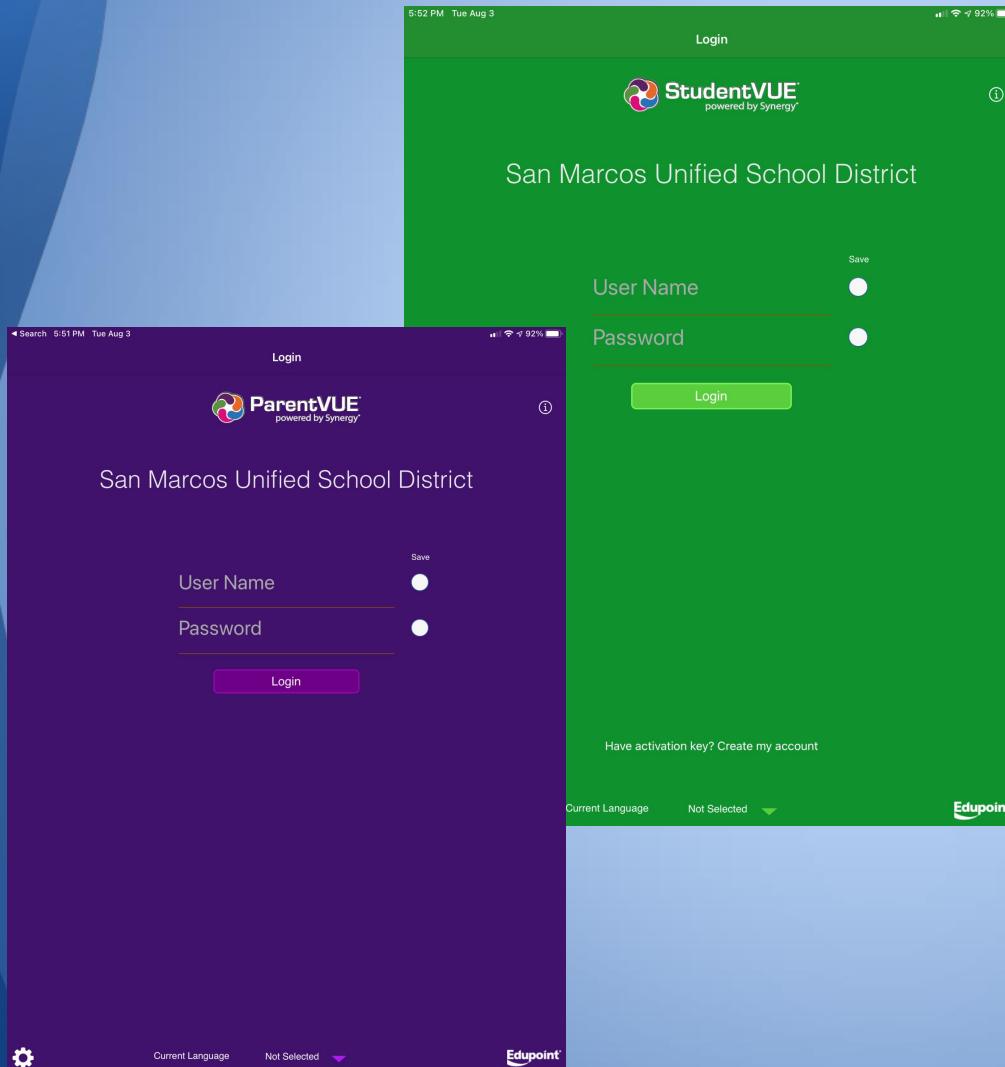 5:52 PM Tue Aug 3
92%
Login
StudentVUE
powered by Synergy
San Marcos Unified School District
Save
User Name
Password
Login
Have activation key? Create my account
Current Language Not Selected
Edupoin
◄ Search 5:51 PM Tue Aug 3
92%
Login
ParentVUE
powered by Synergy
San Marcos Unified School District
Save
User Name
Password
Login
Current Language Not Selected
Edupoint